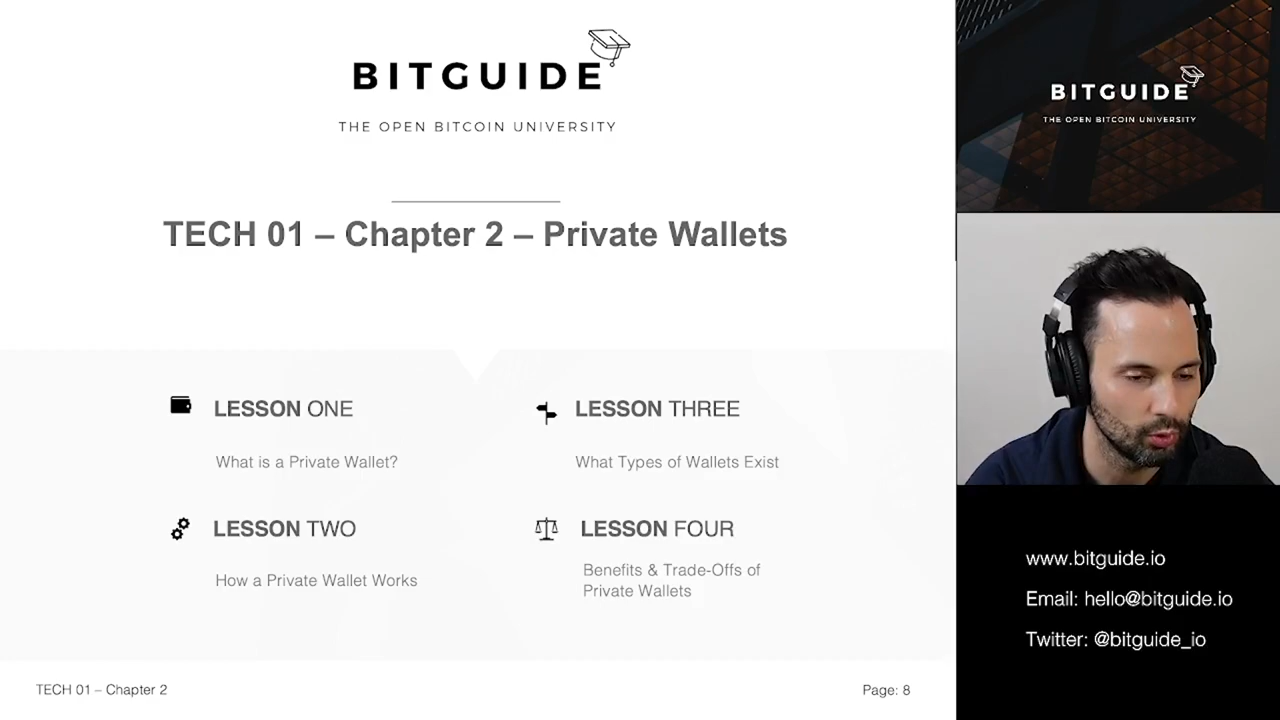 BITGUIDE
THE OPEN BITCOIN UNIVERSITY
TECH 01 – Chapter 2 – Private Wallets
LESSON ONE
What is a Private Wallet?
LESSON TWO
How a Private Wallet Works
LESSON THREE
What Types of Wallets Exist
LESSON FOUR
Benefits & Trade-Offs of
Private Wallets
TECH 01 – Chapter 2
Page: 8
BITGUIDE
THE OPEN BITCOIN UNIVERSITY
www.bitguide.io
Email: hello@bitguide.io
Twitter: @bitguide_io